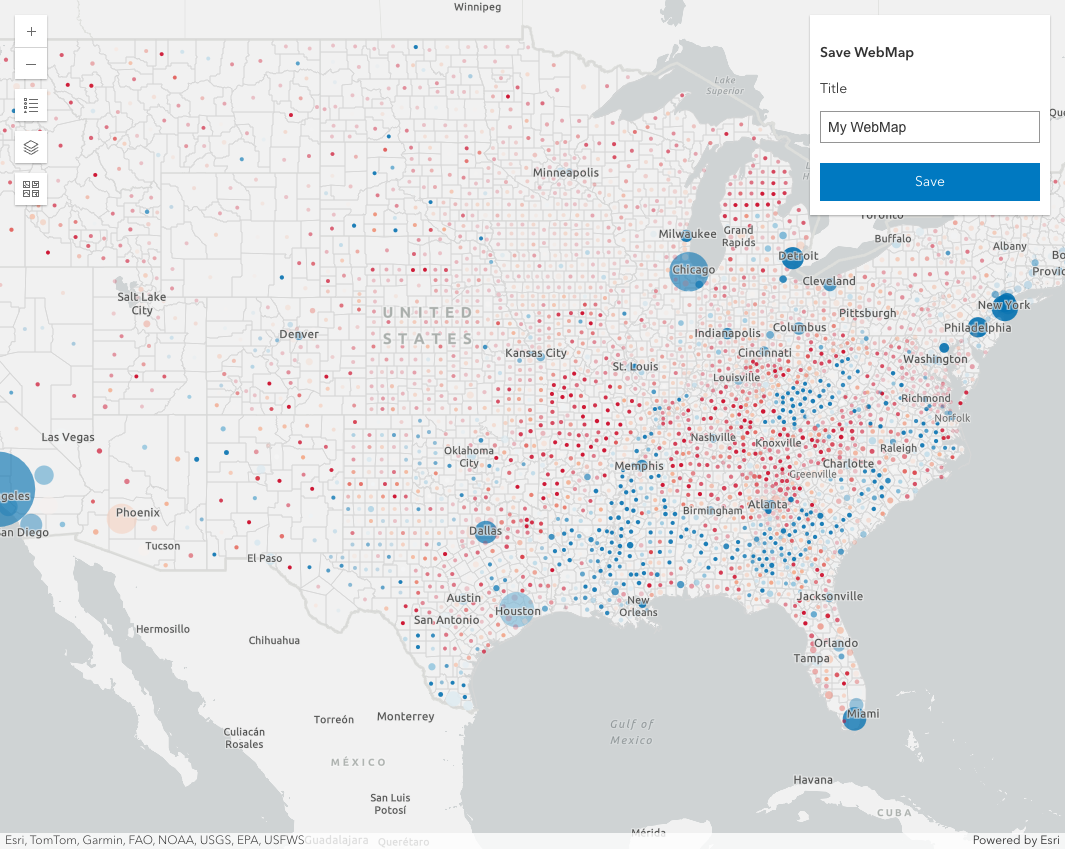 Winnipeg
Lake
Superior
Minneapolis
Milwaukee
Grand
Rapids
Toronto
Buffalo
Albany
Chicago
Detroit
Cleveland
Salt Lake
City
UNITED
STATES
Denver
New York
Pittsburgh
Philadelphia
Indianapolis
Columbus
Kansas City
St. Louis
Cincinnati
Washington
Louisville
Richmond
Norfolk
Las Vegas
Oklahoma
City
Nashville
Knoxville
Raleigh
Memphis
Charlotte
Greenville
geles
Phoenix
Birmingham
Atlanta
San Diego
Dallas
Tucson
El Paso
Austin
Houston
San Antonio
New
Orleans
Jacksonville
Hermosillo
Chihuahua
Orlando
Tampa
Miami
Culiacán
Rosales
Torreón
Monterrey
Gulf of
Mexico
MÉXICO
Havana
San Luis
Potosí
CUBA
Mérida
Guadalajara
Querétaro
Save WebMap
Title
My WebMap
Save
Esri, TomTom, Garmin, FAO, NOAA, USGS, EPA, USFWS
Powered by Esri